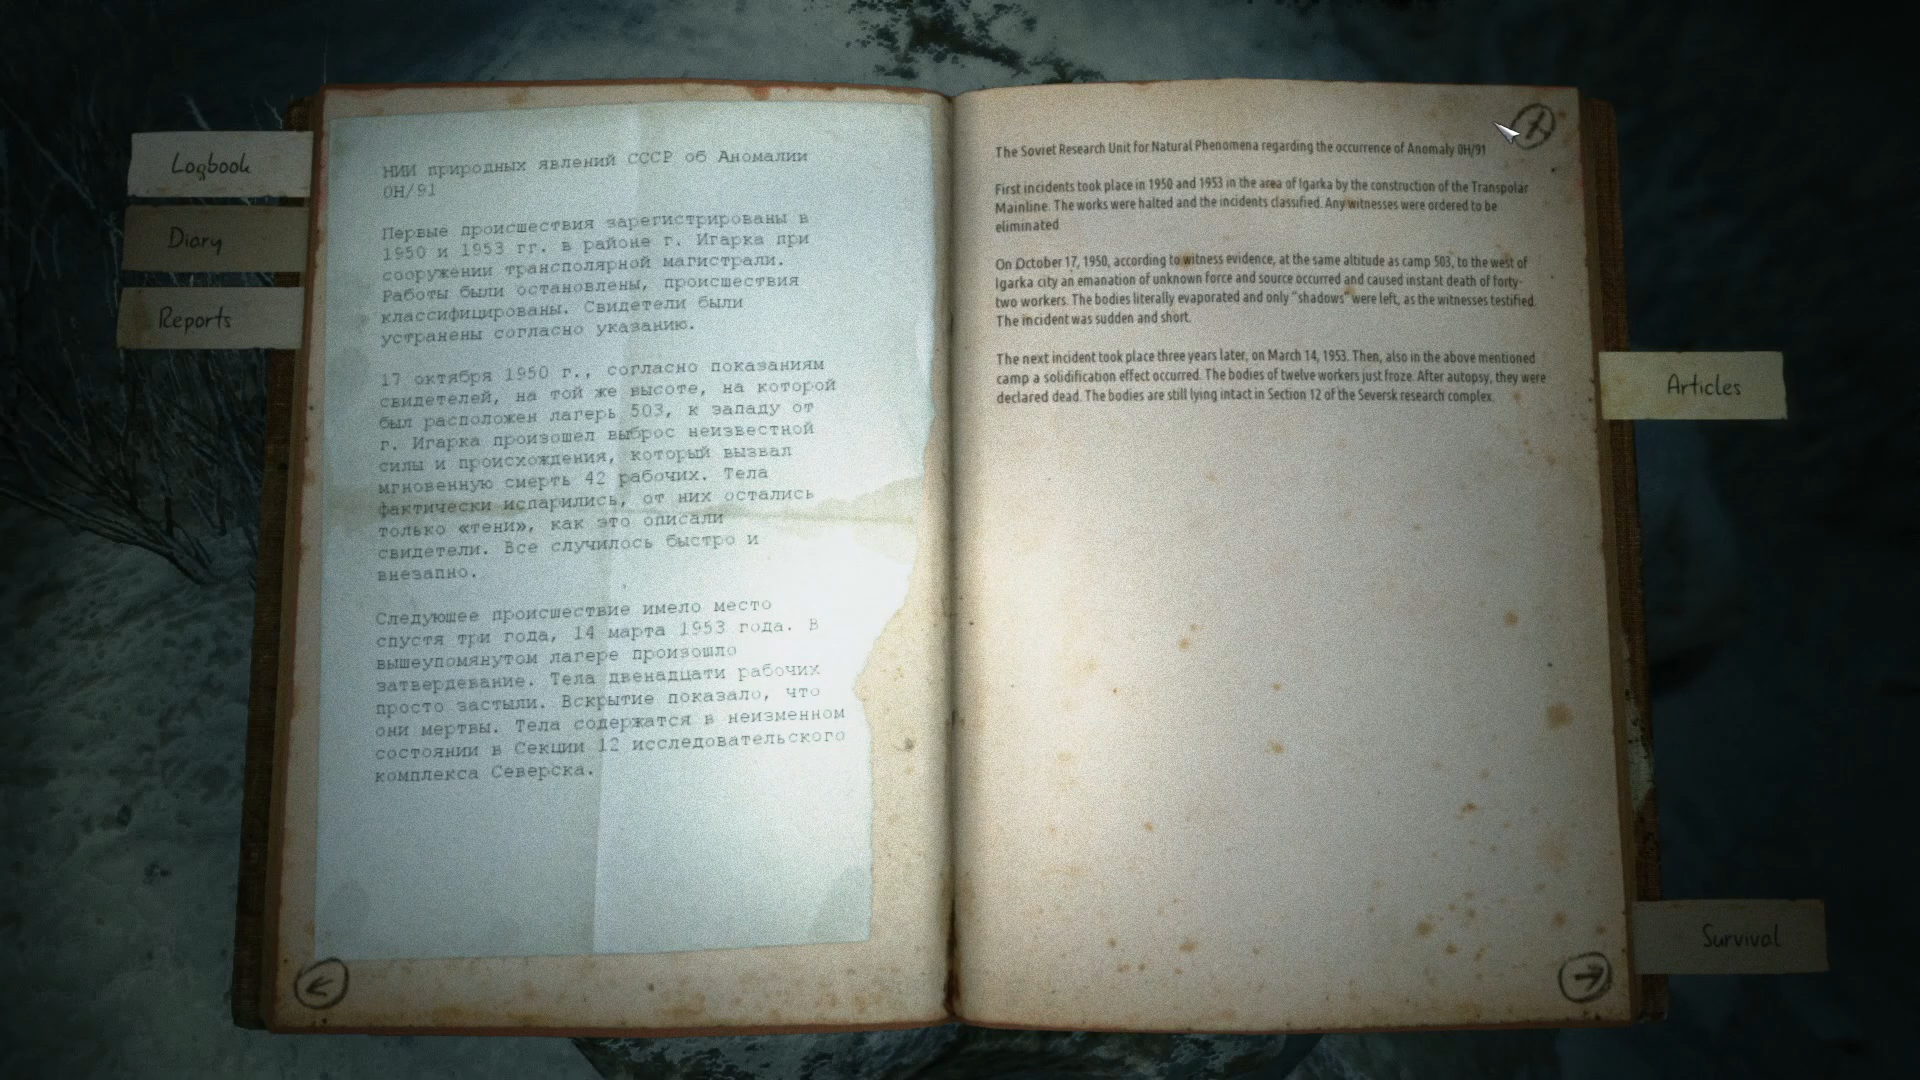 Logbook
Diary
Reports
НИИ природных явлений СССР об Аномалии
0H/91
Первые происшествия зарегистрированы в
1950 и 1953 гг. в районе г. Игарка при
сооружении трансполярной магистрали.
Работы были остановлены, происшествия
классифицированы. Свидетели были
устранены согласно указанию.
17 октября 1950 г., согласно показаниям
свидетелей, на той же высоте, на которой
был расположен лагерь 503, к западу от
г. Игарка произошел выброс неизвестной
силы и происхождения, который вызвал
мгновенную смерть 42 рабочих. Тела
фактически испарились, от них остались
только «тени», как это описали
свидетели. Все случилось быстро и
внезапно.
Следующее происшествие имело место
спустя три года, 14 марта 1953 года. В
вышеупомянутом лагере произошло
затвердевание. Тела двенадцати рабочих
просто застыли. Вскрытие показало, что
они мертвы. Тела содержатся в неизменном
состоянии в Секции 12 исследовательского
комплекса Северска.
The Soviet Research Unit for Natural Phenomena regarding the occurrence of Anomaly 0H/91
First incidents took place in 1950 and 1953 in the area of Igarka by the construction of the Transpolar
Mainline. The works were halted and the incidents classified. Any witnesses were ordered to be
eliminated
On October 17, 1950, according to witness evidence, at the same altitude as camp 503, to the west of
Igarka city an emanation of unknown force and source occurred and caused instant death of forty-
two workers. The bodies literally evaporated and only "shadows" were left, as the witnesses testified.
The incident was sudden and short.
The next incident took place three years later, on March 14, 1953. Then, also in the above mentioned
camp a solidification effect occurred. The bodies of twelve workers just froze. After autopsy, they were
declared dead. The bodies are still lying intact in Section 12 of the Seversk research complex.
Articles
Survival